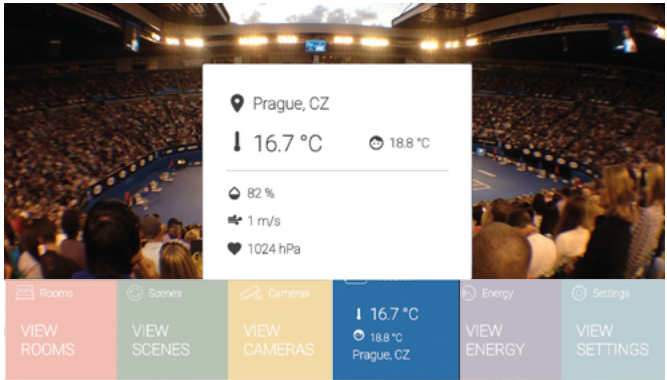 Prague, CZ
16.7 °C
18.8 °C
82 %
1 m/s
1024 hPa
Rooms
VIEW
ROOMS
Scenes
VIEW
SCENES
Cameras
VIEW
CAMERAS
16.7 °C
18.8 °C
Prague, CZ
Energy
VIEW
ENERGY
Settings
VIEW
SETTINGS